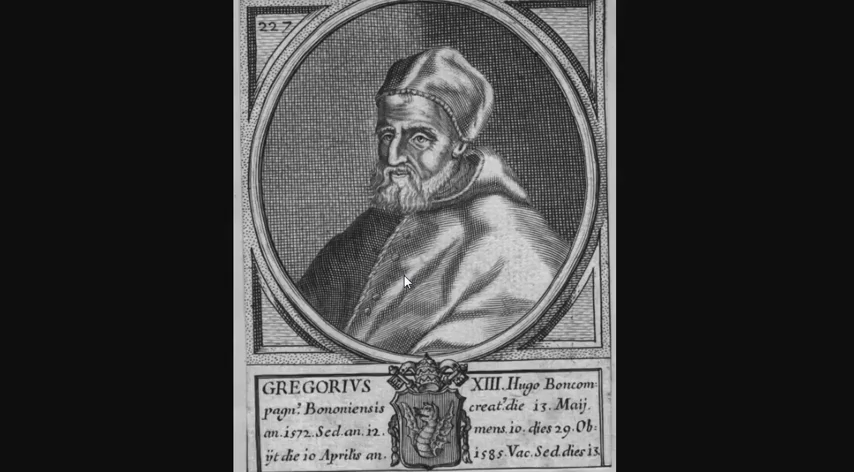 227
GREGORIVS XIII. Hugo Boncom:
pagn.ꝰ Bononiensis creat.ꝰ die 13. Maij.
an. 1572. Sed. an. 12. mens. 10. dies 29. Ob:
ijt die 10 Aprilis an. 1585. Vac. Sed. dies 13.